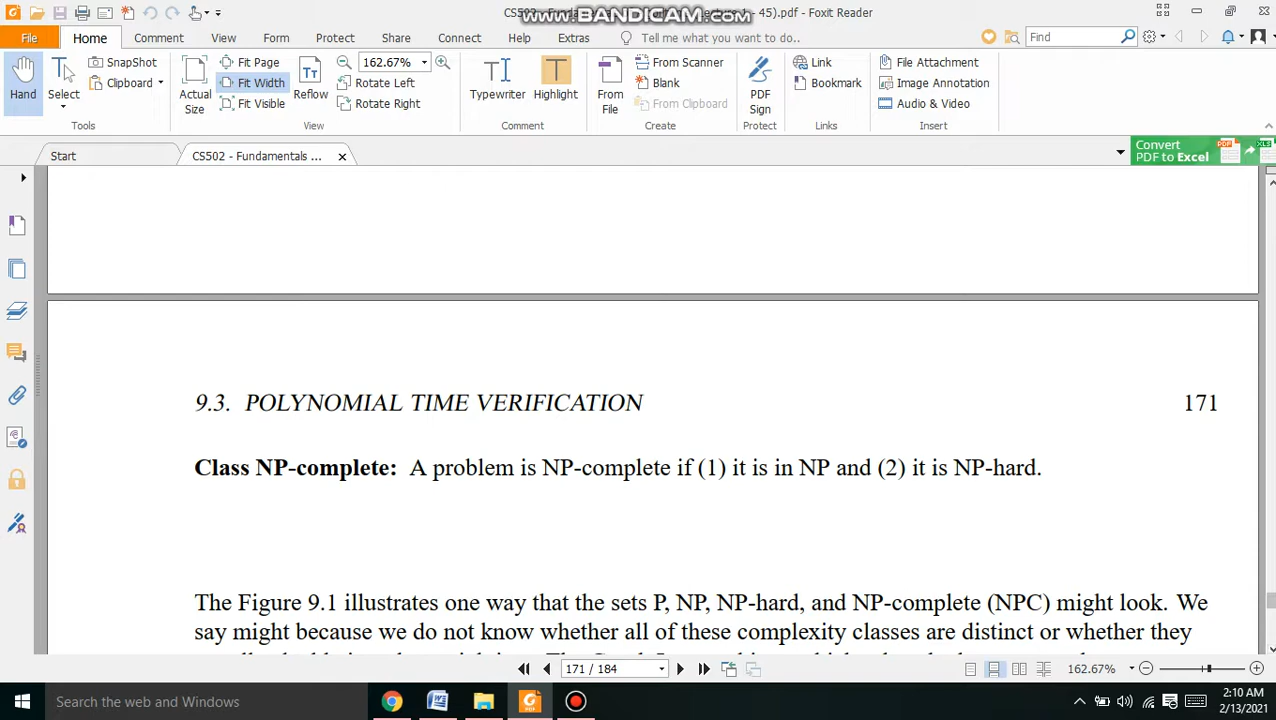 www.BANDICAM.com
CS502 - Fundam
- 45).pdf - Foxit Reader
File
Home
Comment
View
Form
Protect
Share
Connect
Help
Extras
Tell me what you want to do..
Find
Hand
Select
SnapShot
Clipboard
Tools
Actual
Size
Fit Page
Fit Width
Fit Visible
Reflow
162.67%
Rotate Left
Rotate Right
View
Typewriter
Highlight
Comment
From
File
From Scanner
Blank
From Clipboard
Create
PDF
Sign
Protect
Link
Bookmark
Links
File Attachment
Image Annotation
Audio & Video
Insert
Start
CS502 - Fundamentals ...
Convert
PDF to Excel
9.3. POLYNOMIAL TIME VERIFICATION 171
Class NP-complete: A problem is NP-complete if (1) it is in NP and (2) it is NP-hard.
The Figure 9.1 illustrates one way that the sets P, NP, NP-hard, and NP-complete (NPC) might look. We
say might because we do not know whether all of these complexity classes are distinct or whether they
171 / 184
162.67%
Search the web and Windows
2:10 AM
2/13/2021